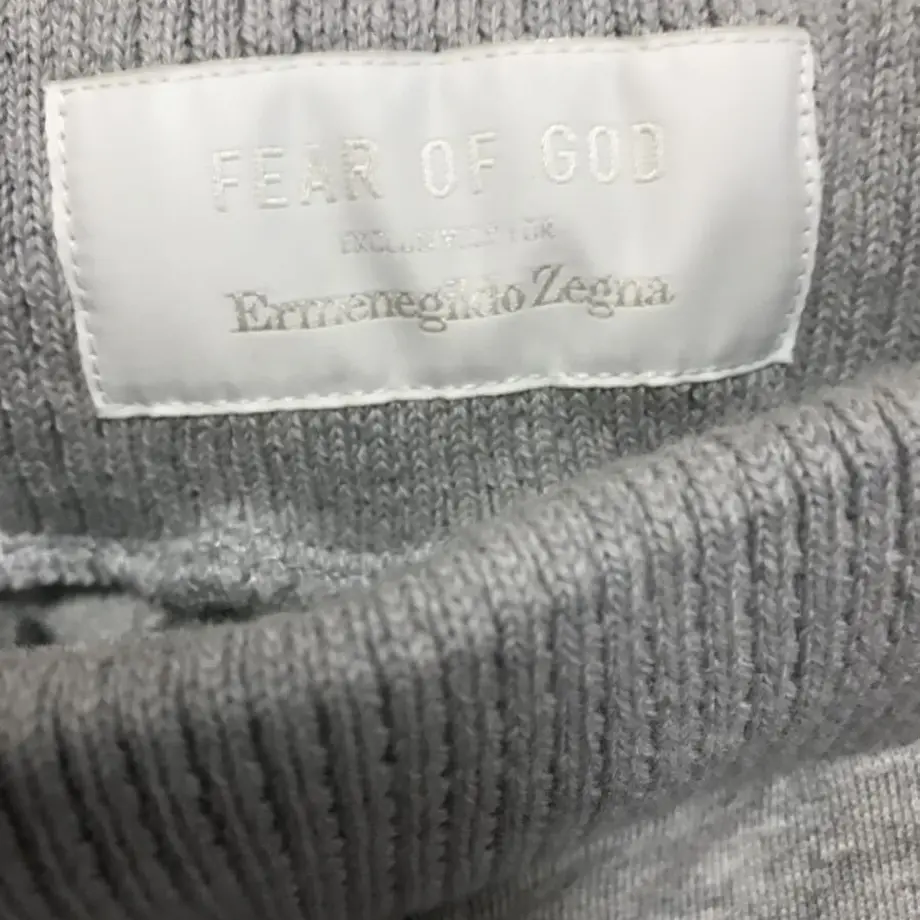 FEAR OF GOD
EXCLUSIVELY FOR
Ermenegildo Zegna